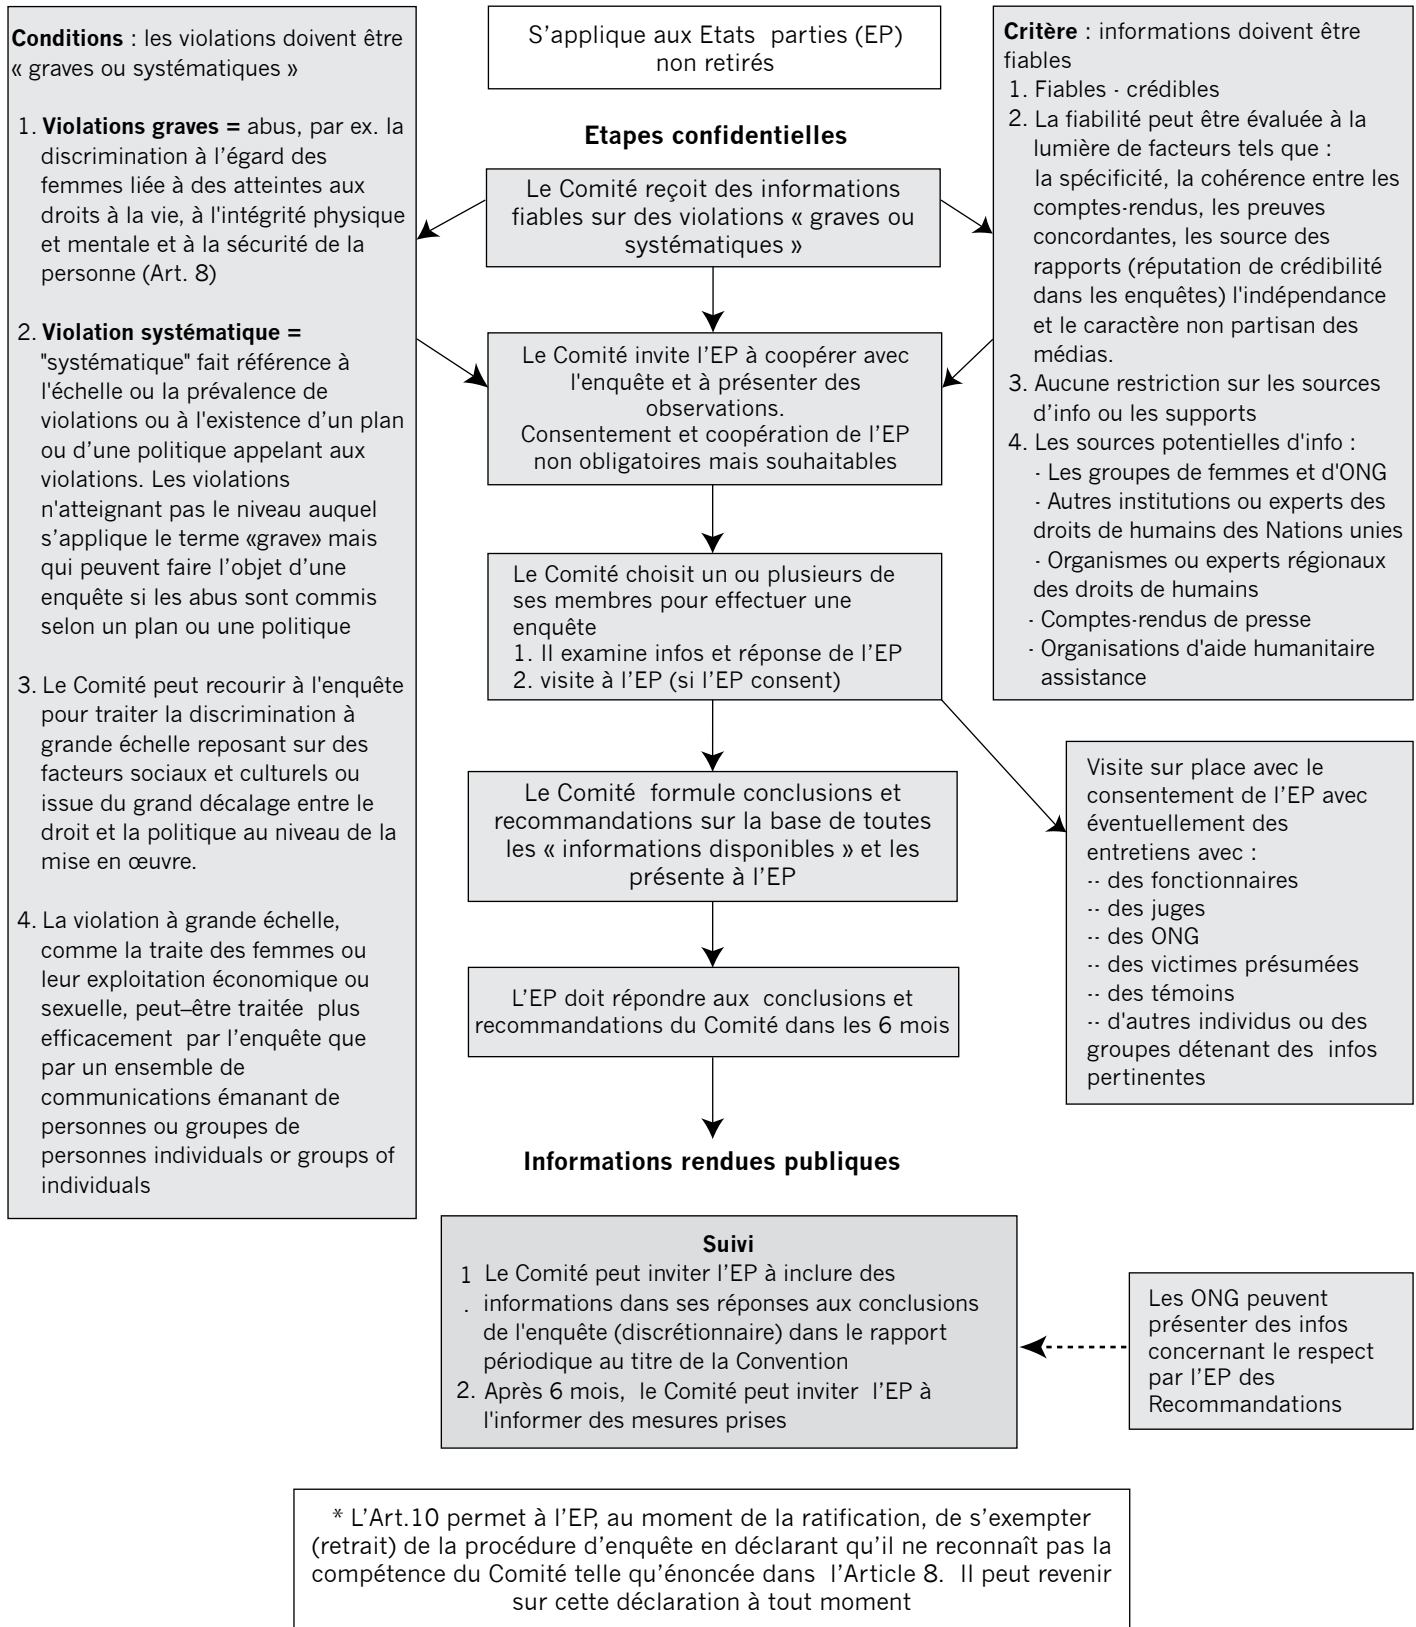 Conditions : les violations doivent être
« graves ou systématiques »
1. Violations graves = abus, par ex. la
discrimination à l’égard des
femmes liée à des atteintes aux
droits à la vie, à l'intégrité physique
et mentale et à la sécurité de la
personne (Art. 8)
2. Violation systématique =
"systématique" fait référence à
l'échelle ou la prévalence de
violations ou à l'existence d’un plan
ou d’une politique appelant aux
violations. Les violations
n'atteignant pas le niveau auquel
s’applique le terme «grave» mais
qui peuvent faire l’objet d’une
enquête si les abus sont commis
selon un plan ou une politique
3. Le Comité peut recourir à l'enquête
pour traiter la discrimination à
grande échelle reposant sur des
facteurs sociaux et culturels ou
issue du grand décalage entre le
droit et la politique au niveau de la
mise en œuvre.
4. La violation à grande échelle,
comme la traite des femmes ou
leur exploitation économique ou
sexuelle, peut–être traitée plus
efficacement par l’enquête que
par un ensemble de
communications émanant de
personnes ou groupes de
personnes individuals or groups of
individuals
S’applique aux Etats parties (EP)
non retirés
Etapes confidentielles
Le Comité reçoit des informations
fiables sur des violations « graves ou
systématiques »
Le Comité invite l’EP à coopérer avec
l'enquête et à présenter des
observations.
Consentement et coopération de l’EP
non obligatoires mais souhaitables
Le Comité choisit un ou plusieurs de
ses membres pour effectuer une
enquête
1. Il examine infos et réponse de l’EP
2. visite à l’EP (si l’EP consent)
Le Comité formule conclusions et
recommandations sur la base de toutes
les « informations disponibles » et les
présente à l’EP
L’EP doit répondre aux conclusions et
recommandations du Comité dans les 6 mois
Informations rendues publiques
Critère : informations doivent être
fiables
1. Fiables - crédibles
2. La fiabilité peut être évaluée à la
lumière de facteurs tels que :
la spécificité, la cohérence entre les
comptes-rendus, les preuves
concordantes, les source des
rapports (réputation de crédibilité
dans les enquêtes) l'indépendance
et le caractère non partisan des
médias.
3. Aucune restriction sur les sources
d’info ou les supports
4. Les sources potentielles d'info :
- Les groupes de femmes et d'ONG
- Autres institutions ou experts des
droits de humains des Nations unies
- Organismes ou experts régionaux
des droits de humains
- Comptes-rendus de presse
- Organisations d'aide humanitaire
assistance
Visite sur place avec le
consentement de l’EP avec
éventuellement des
entretiens avec :
-- des fonctionnaires
-- des juges
-- des ONG
-- des victimes présumées
-- des témoins
-- d'autres individus ou des
groupes détenant des infos
pertinentes
Suivi
1 Le Comité peut inviter l’EP à inclure des
. informations dans ses réponses aux conclusions
de l'enquête (discrétionnaire) dans le rapport
périodique au titre de la Convention
2. Après 6 mois, le Comité peut inviter l’EP à
l'informer des mesures prises
Les ONG peuvent
présenter des infos
concernant le respect
par l’EP des
Recommandations
* L’Art.10 permet à l’EP, au moment de la ratification, de s’exempter
(retrait) de la procédure d’enquête en déclarant qu’il ne reconnaît pas la
compétence du Comité telle qu’énoncée dans l’Article 8. Il peut revenir
sur cette déclaration à tout moment